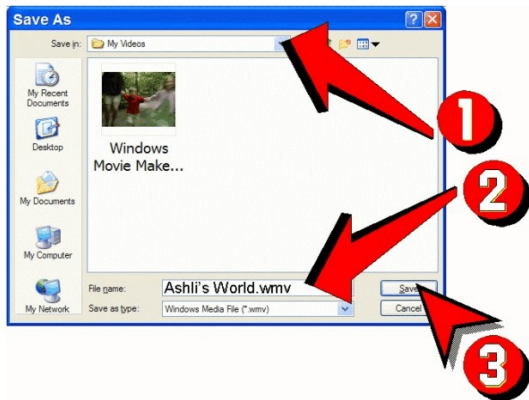 Save As
Save in: My Videos
1
My Recent
Documents
Windows
Movie Make...
Desktop
2
My Documents
My Computer
File name: Ashli's World.wmv Save
My Network Save as type: Windows Media File (*.wmv) Cancel
3